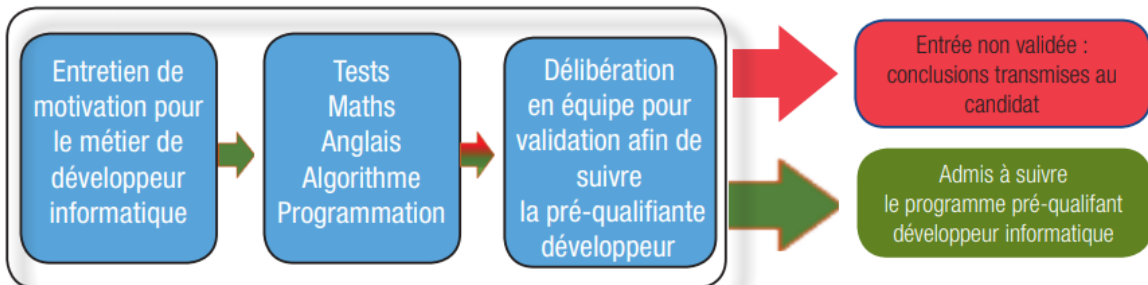 Entretien de
motivation pour
le métier de
développeur
informatique
Tests
Maths
Anglais
Algorithme
Programmation
Délibération
en équipe pour
validation afin de
suivre
la pré-qualifiante
développeur
Entrée non validée :
conclusions transmises au
candidat
Admis à suivre
le programme pré-qualifant
développeur informatique